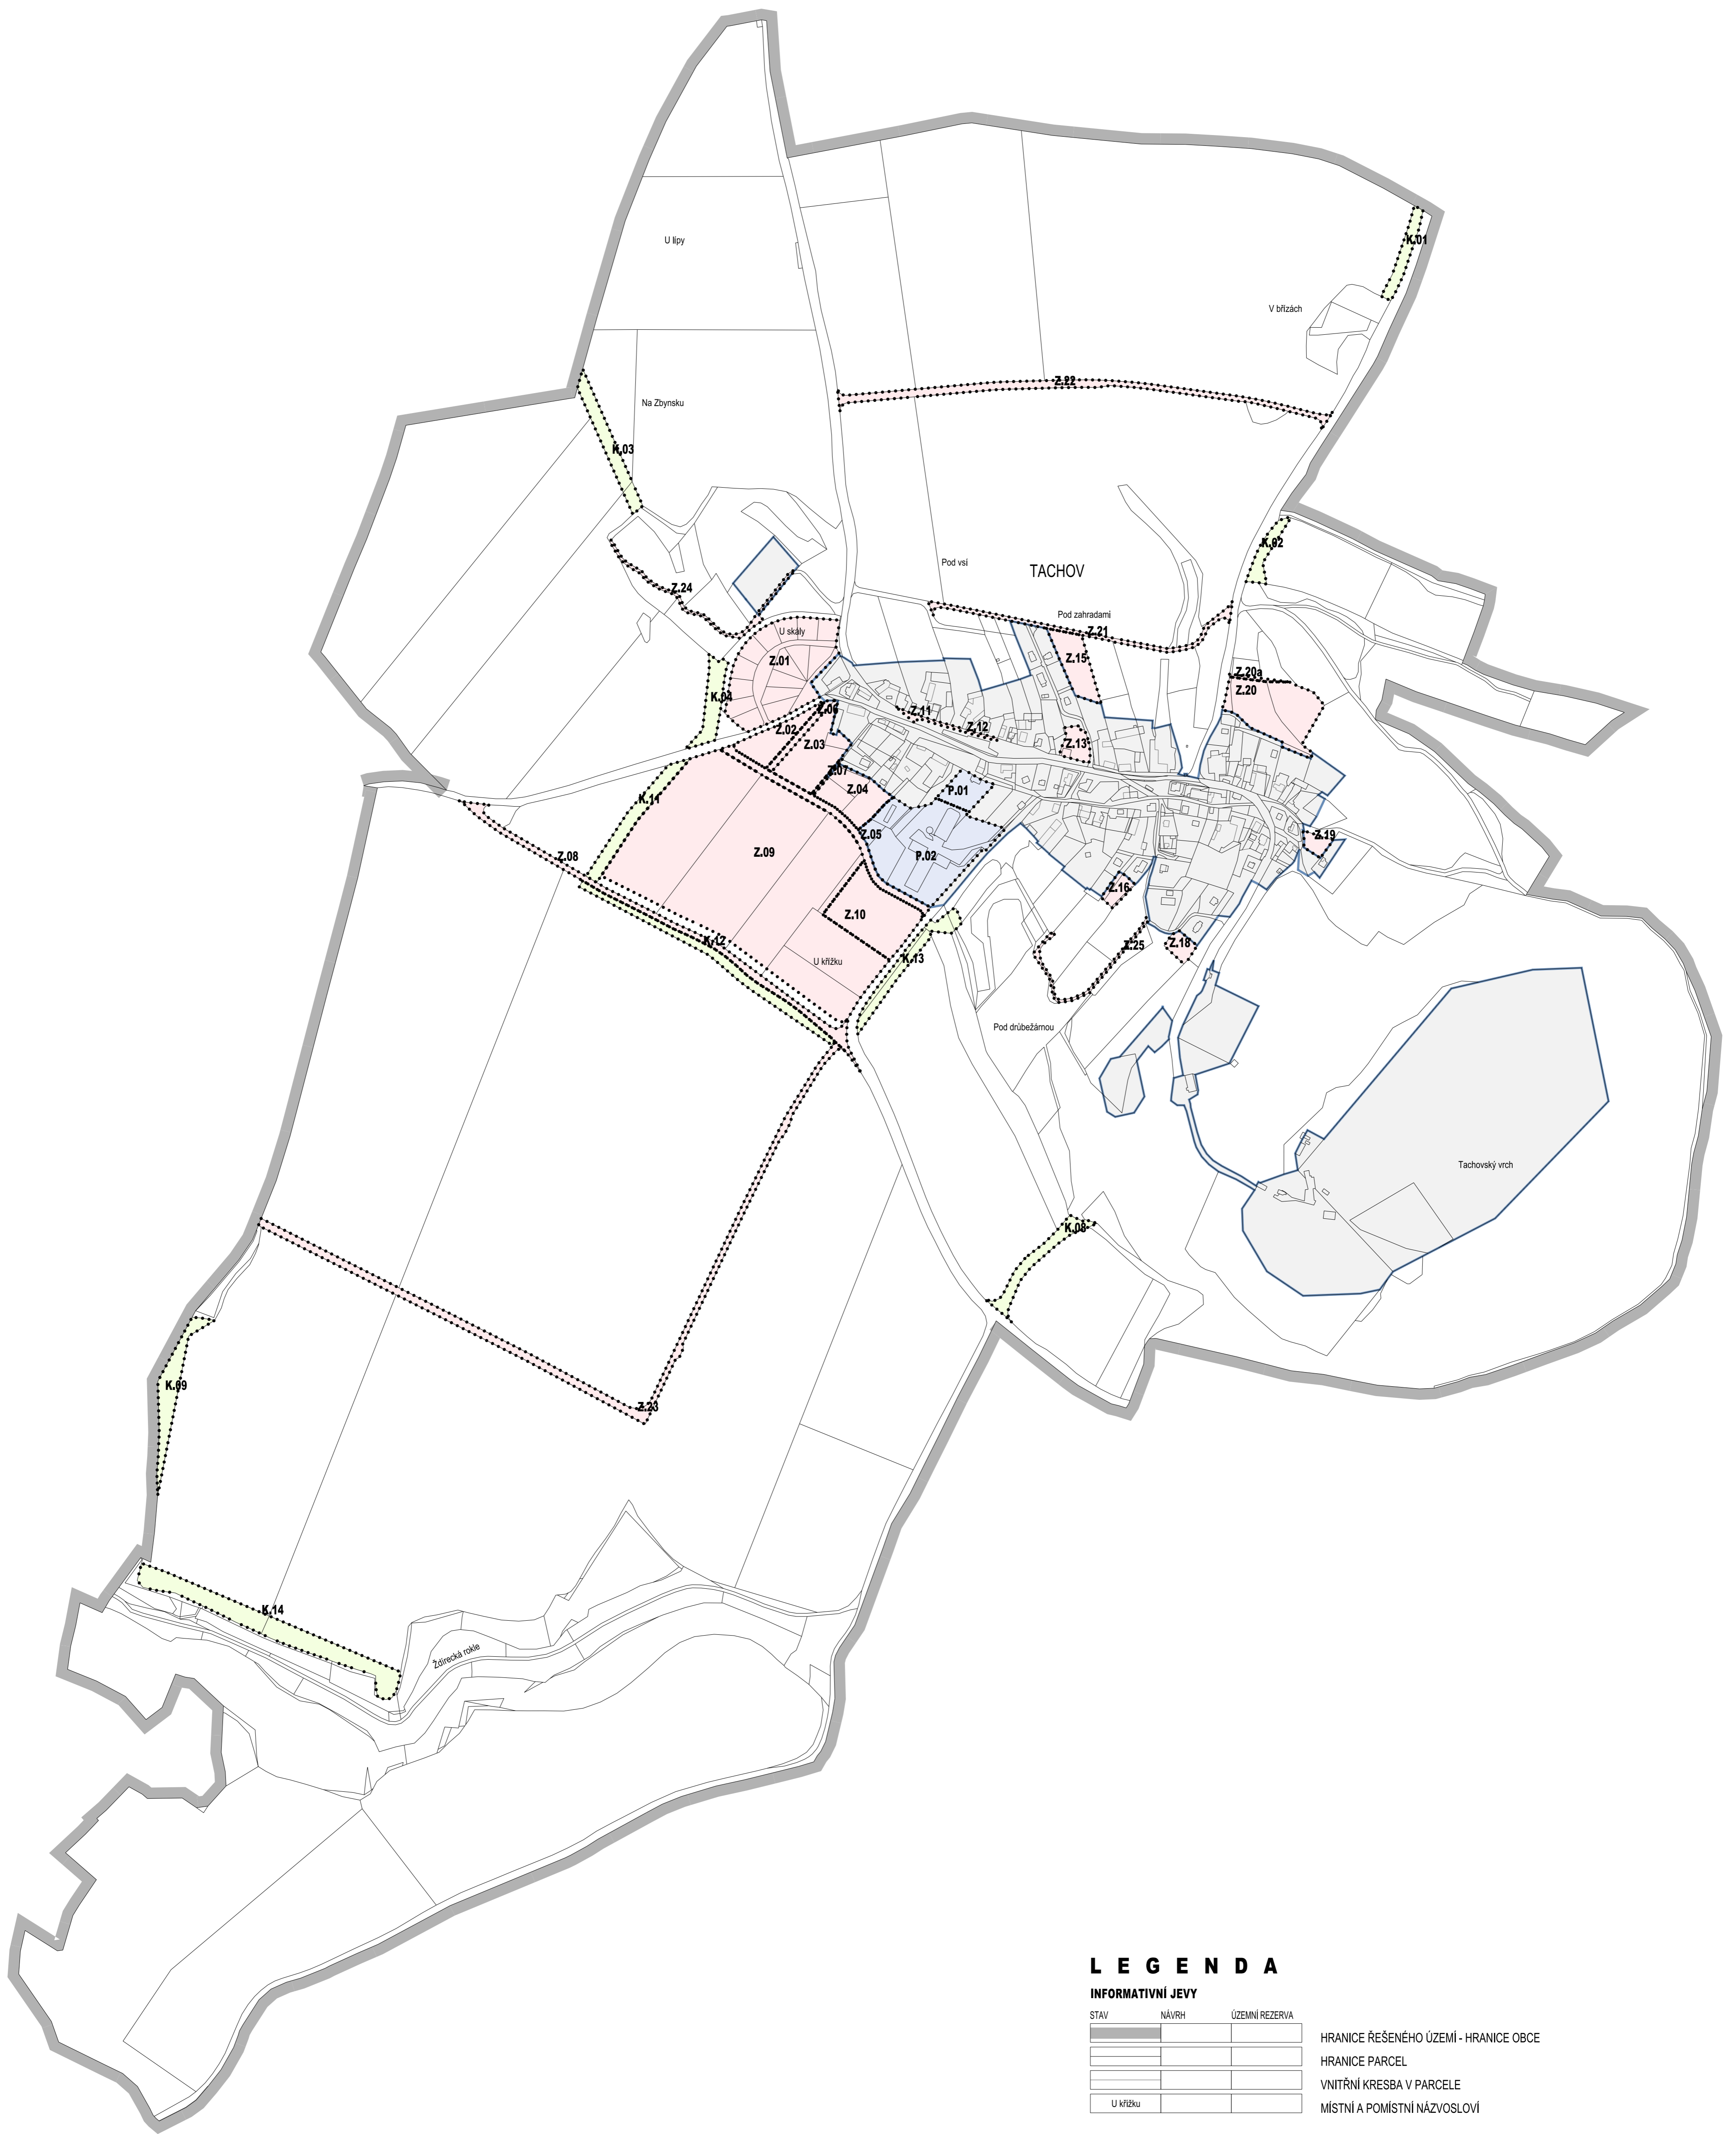 K.01
U lípy
V břízách
Z.22
Na Zbynsku
K.03
K.02
Pod vsí
TACHOV
Z.24
Pod zahradami
U skály
Z.21
Z.01
Z.15
Z.20a
Z.20
K.04
Z.06
Z.11
Z.02
Z.12
Z.03
Z.13
Z.07
Z.04
P.01
K.11
Z.05
Z.19
Z.09
P.02
Z.08
Z.16
Z.10
K.12
Z.18
Z.25
U křížku
K.13
Pod drůbežárnou
Tachovský vrch
K.08
K.09
Z.23
K.14
Ždírecká rokle
LEGENDA
INFORMATIVNÍ JEVY
STAV NÁVRH ÚZEMNÍ REZERVA
HRANICE ŘEŠENÉHO ÚZEMÍ - HRANICE OBCE
HRANICE PARCEL
VNITŘNÍ KRESBA V PARCELE
U křížku MÍSTNÍ A POMÍSTNÍ NÁZVOSLOVÍ